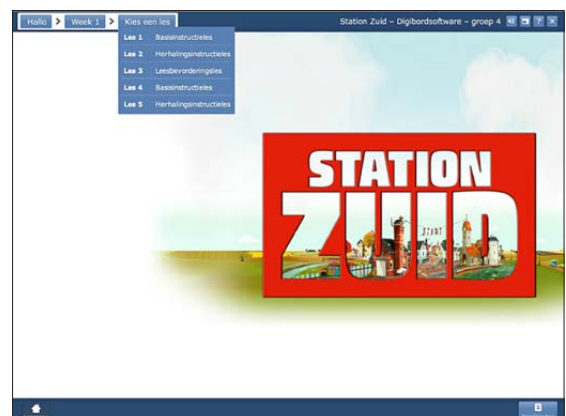 Hallo > Week 1 > Kies een les
Station Zuid – Digibordsoftware – groep 4 ? X
Les 1 Basisinstructieles
Les 2 Herhalingsinstructieles
Les 3 Leesbevorderingsles
Les 4 Basisinstructieles
Les 5 Herhalingsinstructieles
STATION
ZUID
START